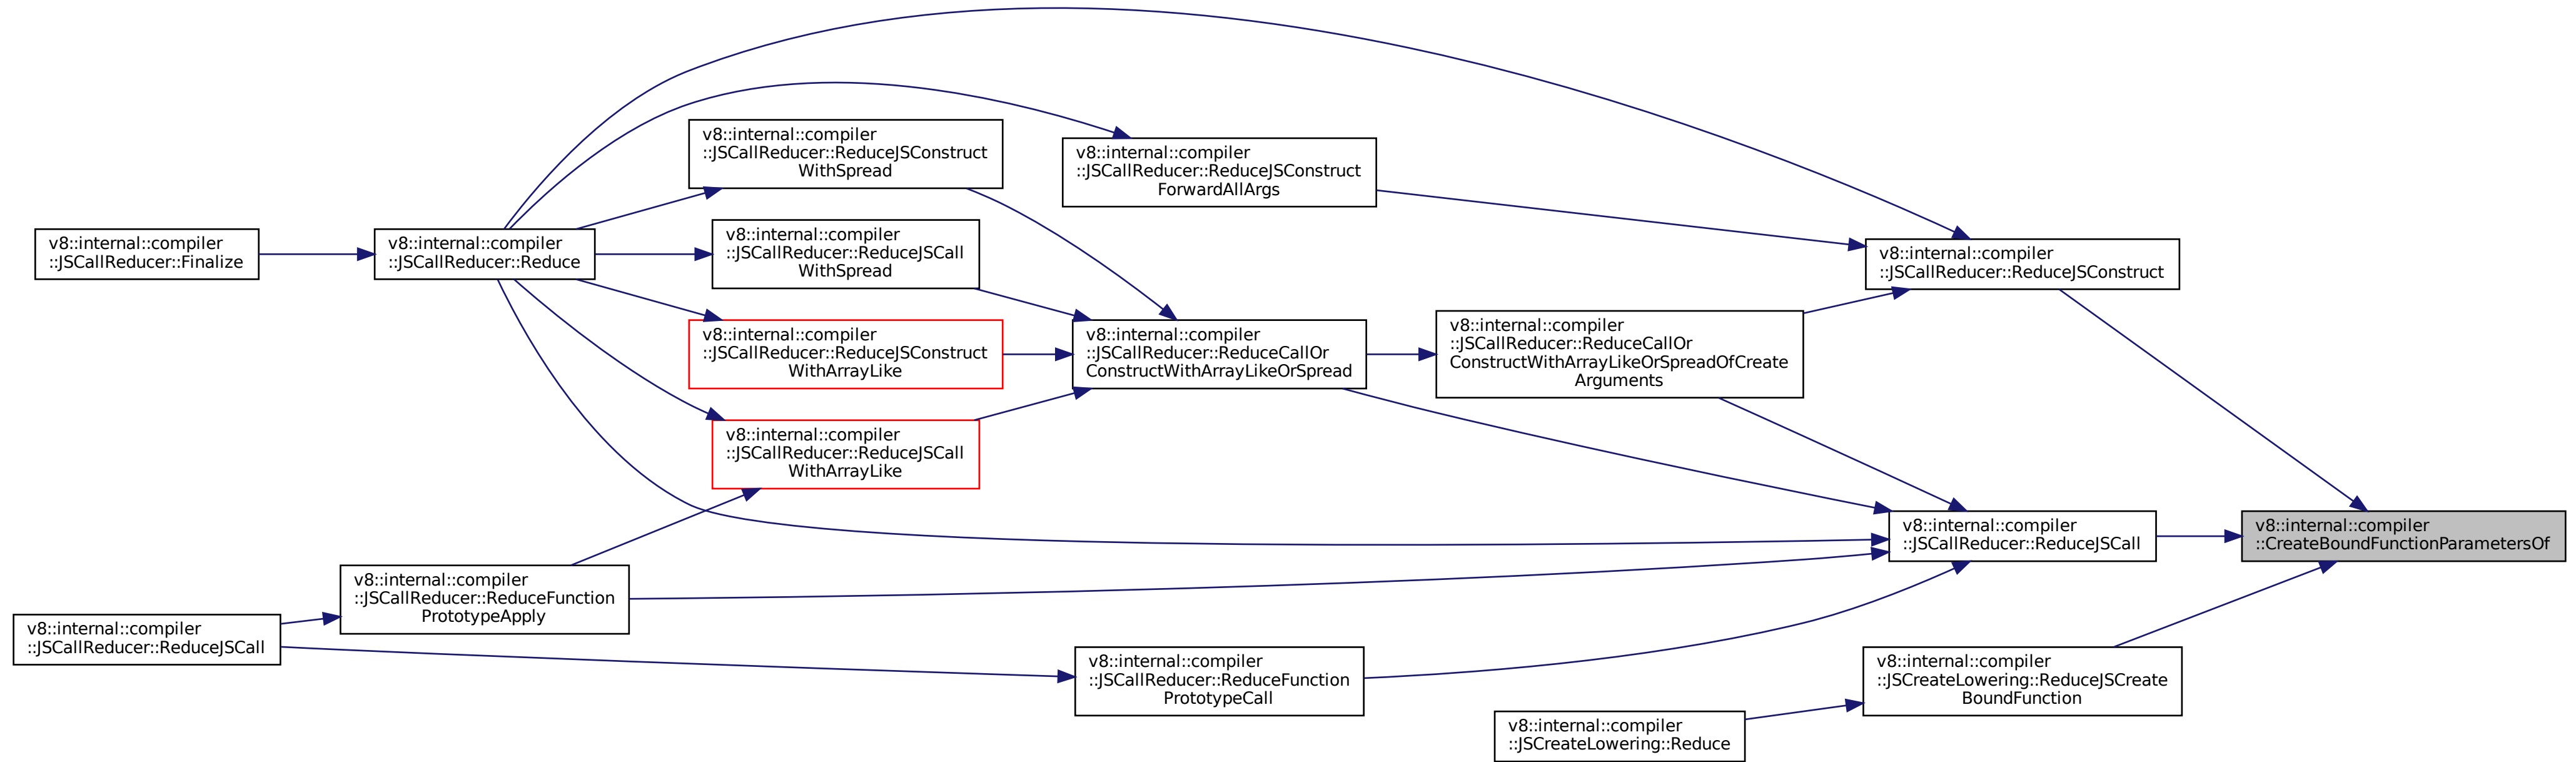 v8::internal::compiler
::JSCallReducer::Finalize
v8::internal::compiler
::JSCallReducer::Reduce
v8::internal::compiler
::JSCallReducer::ReduceJSConstruct
WithSpread
v8::internal::compiler
::JSCallReducer::ReduceJSCall
WithSpread
v8::internal::compiler
::JSCallReducer::ReduceJSConstruct
WithArrayLike
v8::internal::compiler
::JSCallReducer::ReduceJSCall
WithArrayLike
v8::internal::compiler
::JSCallReducer::ReduceJSConstruct
ForwardAllArgs
v8::internal::compiler
::JSCallReducer::ReduceCallOr
ConstructWithArrayLikeOrSpread
v8::internal::compiler
::JSCallReducer::ReduceCallOr
ConstructWithArrayLikeOrSpreadOfCreate
Arguments
v8::internal::compiler
::JSCallReducer::ReduceJSConstruct
v8::internal::compiler
::JSCallReducer::ReduceJSCall
v8::internal::compiler
::CreateBoundFunctionParametersOf
v8::internal::compiler
::JSCallReducer::ReduceFunction
PrototypeApply
v8::internal::compiler
::JSCallReducer::ReduceJSCall
v8::internal::compiler
::JSCallReducer::ReduceFunction
PrototypeCall
v8::internal::compiler
::JSCreateLowering::ReduceJSCreate
BoundFunction
v8::internal::compiler
::JSCreateLowering::Reduce